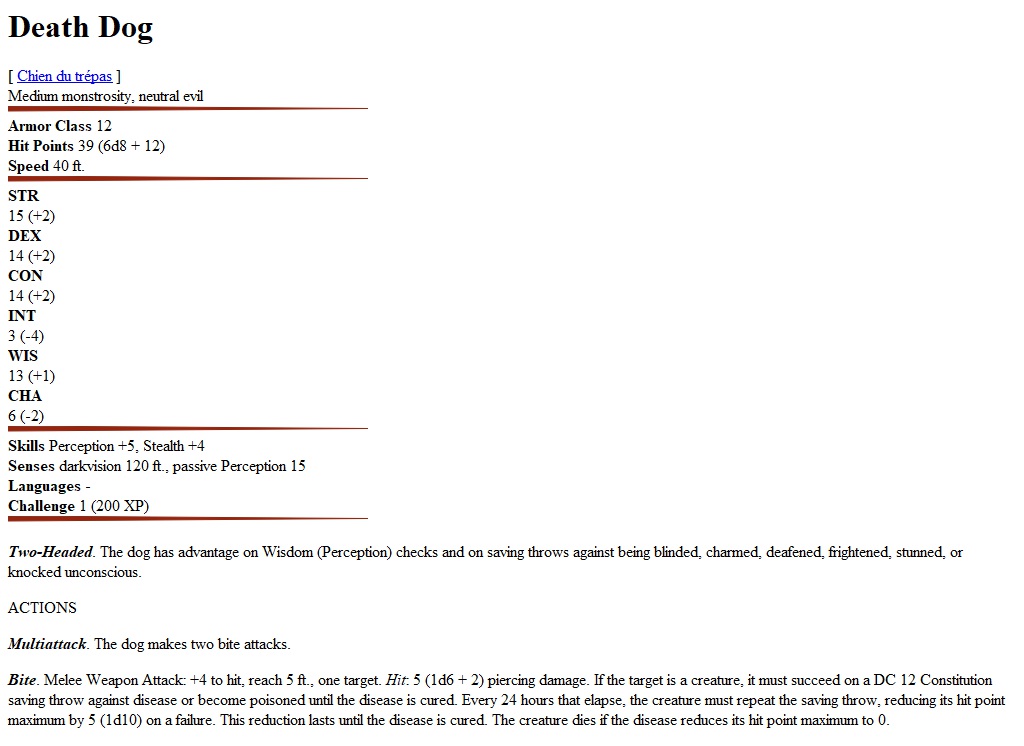 Death Dog
[ Chien du trépas ]
Medium monstrosity, neutral evil
Armor Class 12
Hit Points 39 (6d8 + 12)
Speed 40 ft.
STR
15 (+2)
DEX
14 (+2)
CON
14 (+2)
INT
3 (-4)
WIS
13 (+1)
CHA
6 (-2)
Skills Perception +5, Stealth +4
Senses darkvision 120 ft., passive Perception 15
Languages -
Challenge 1 (200 XP)
Two-Headed. The dog has advantage on Wisdom (Perception) checks and on saving throws against being blinded, charmed, deafened, frightened, stunned, or
knocked unconscious.
ACTIONS
Multiattack. The dog makes two bite attacks.
Bite. Melee Weapon Attack: +4 to hit, reach 5 ft., one target. Hit: 5 (1d6 + 2) piercing damage. If the target is a creature, it must succeed on a DC 12 Constitution
saving throw against disease or become poisoned until the disease is cured. Every 24 hours that elapse, the creature must repeat the saving throw, reducing its hit point
maximum by 5 (1d10) on a failure. This reduction lasts until the disease is cured. The creature dies if the disease reduces its hit point maximum to 0.